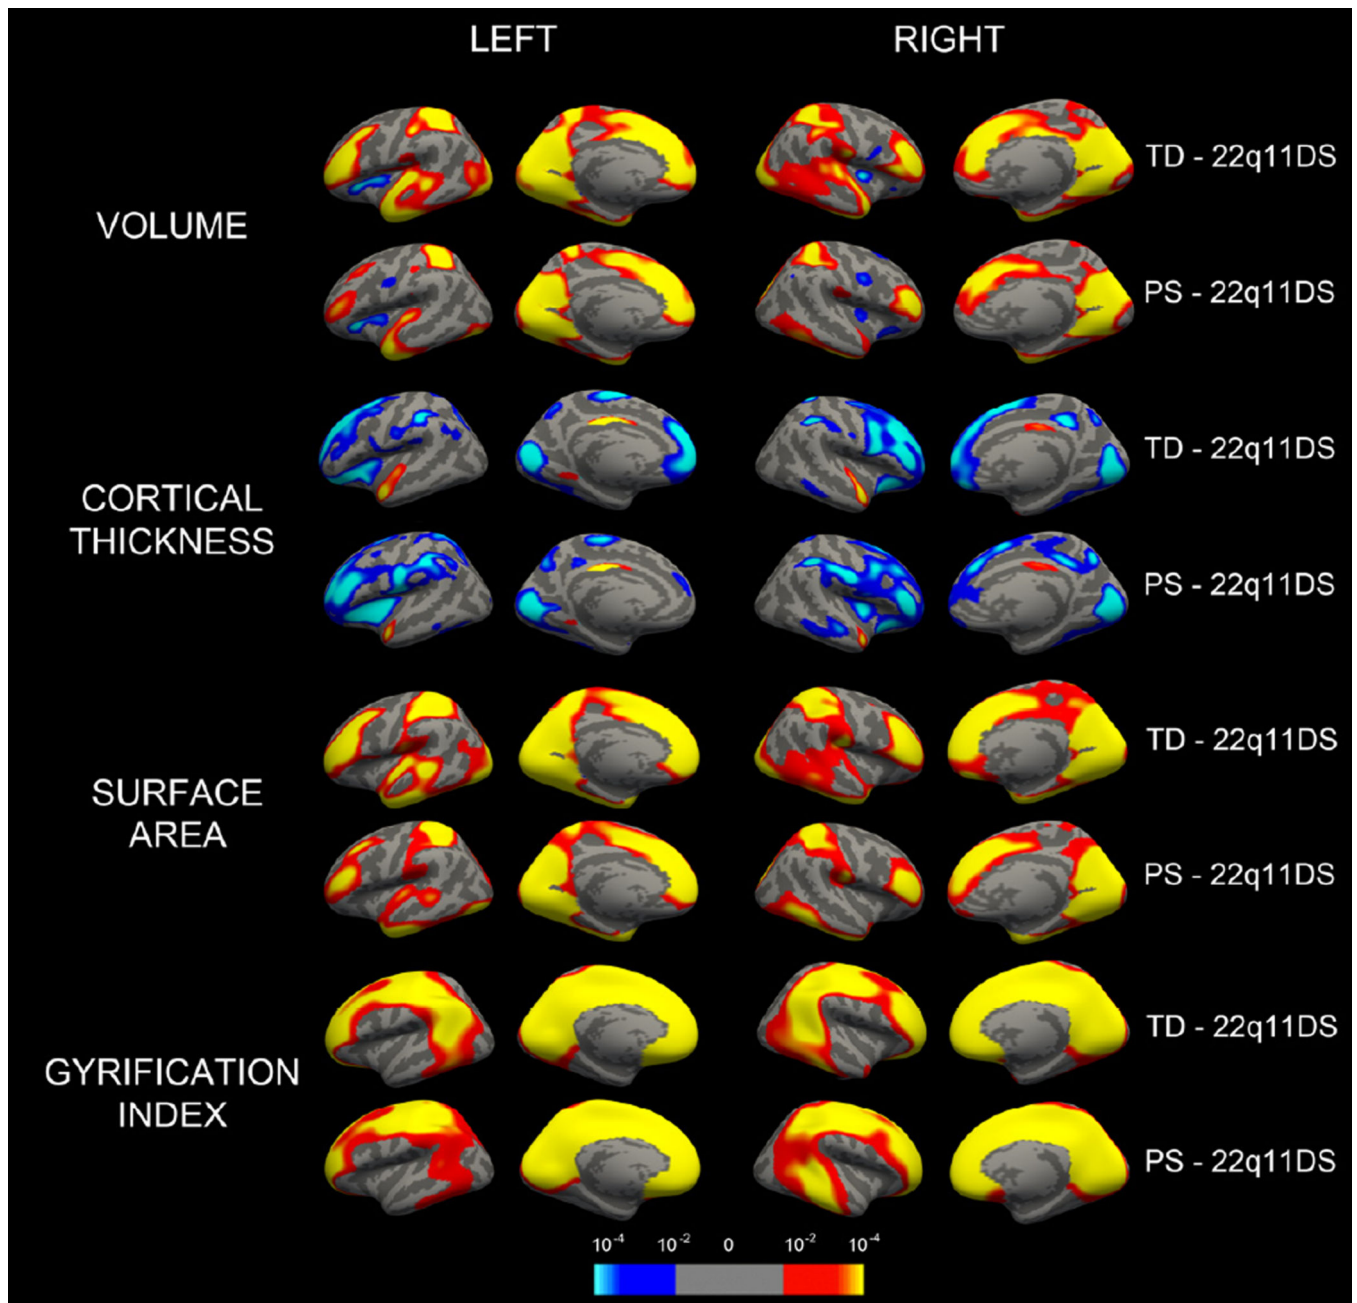 LEFT RIGHT
VOLUME
TD - 22q11DS
PS - 22q11DS
CORTICAL
THICKNESS
TD - 22q11DS
PS - 22q11DS
SURFACE
AREA
TD - 22q11DS
PS - 22q11DS
GYRIFICATION
INDEX
TD - 22q11DS
PS - 22q11DS
10⁻⁴ 10⁻² 0 10⁻² 10⁻⁴